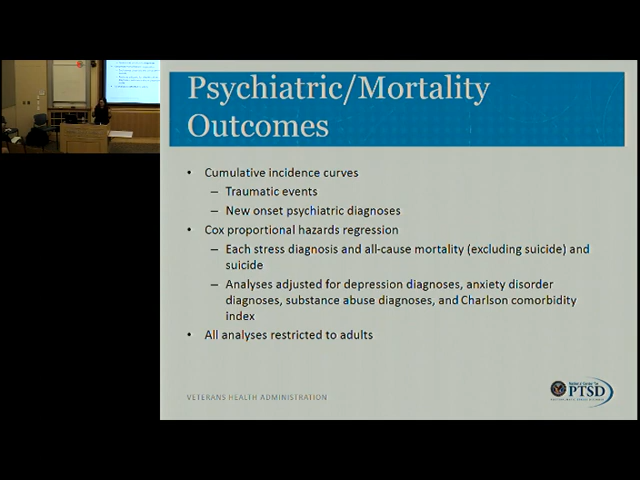 Psychiatric/Mortality
Outcomes
• Cumulative incidence curves
– Traumatic events
– New onset psychiatric diagnoses
• Cox proportional hazards regression
– Each stress diagnosis and all-cause mortality (excluding suicide) and
suicide
– Analyses adjusted for depression diagnoses, anxiety disorder
diagnoses, substance abuse diagnoses, and Charlson comorbidity
index
• All analyses restricted to adults
VETERANS HEALTH ADMINISTRATION
PTSD